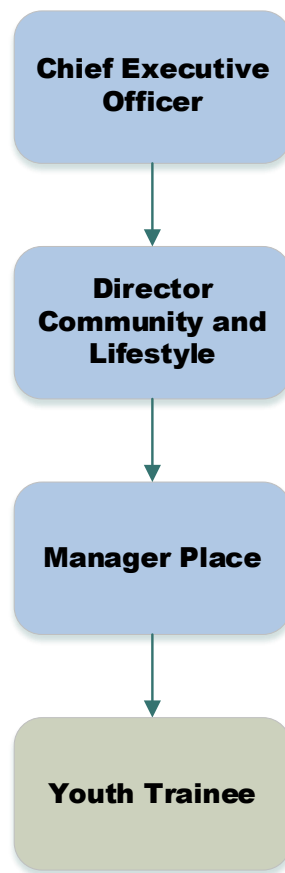 Chief Executive
Officer
Director
Community and
Lifestyle
Manager Place
Youth Trainee